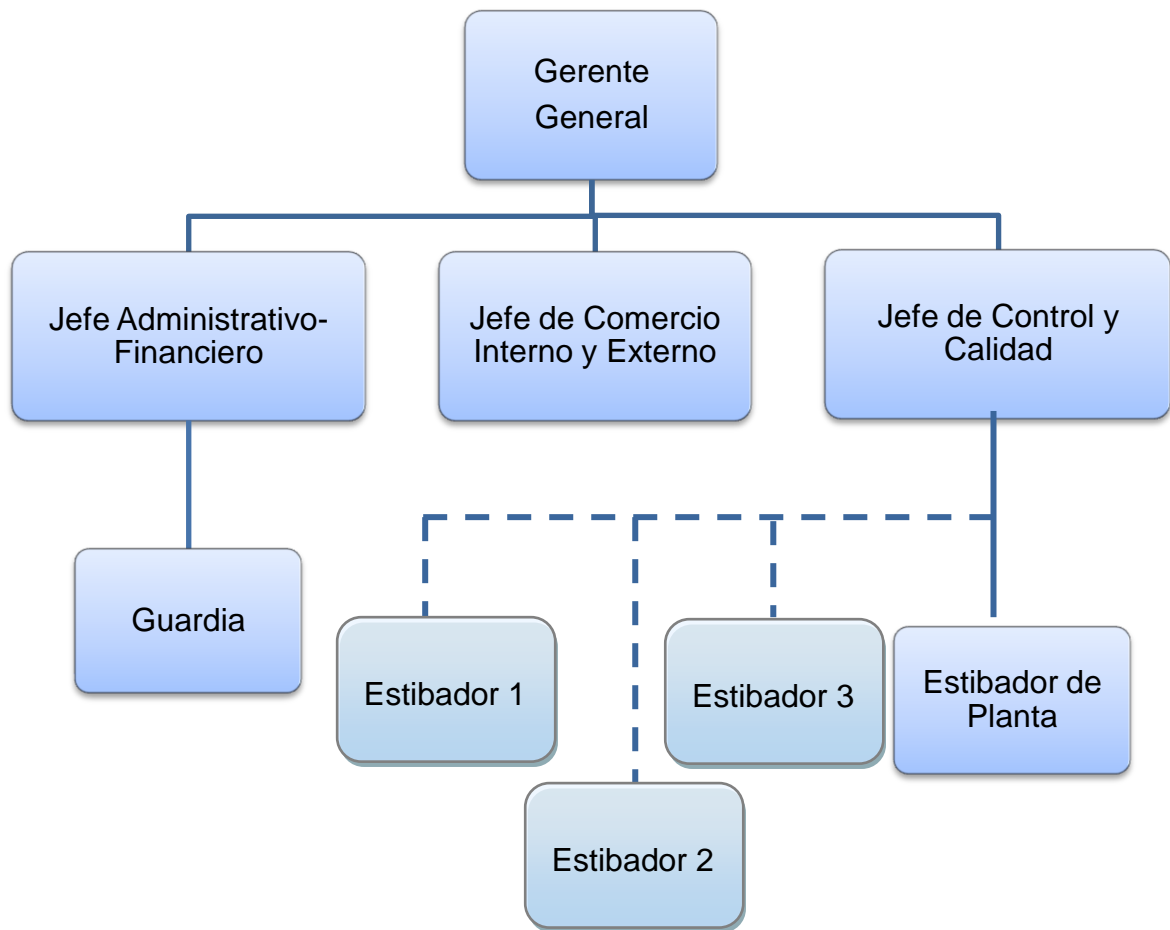 Gerente
General
Jefe Administrativo-
Financiero
Jefe de Comercio
Interno y Externo
Jefe de Control y
Calidad
Guardia
Estibador 1
Estibador 2
Estibador 3
Estibador de
Planta